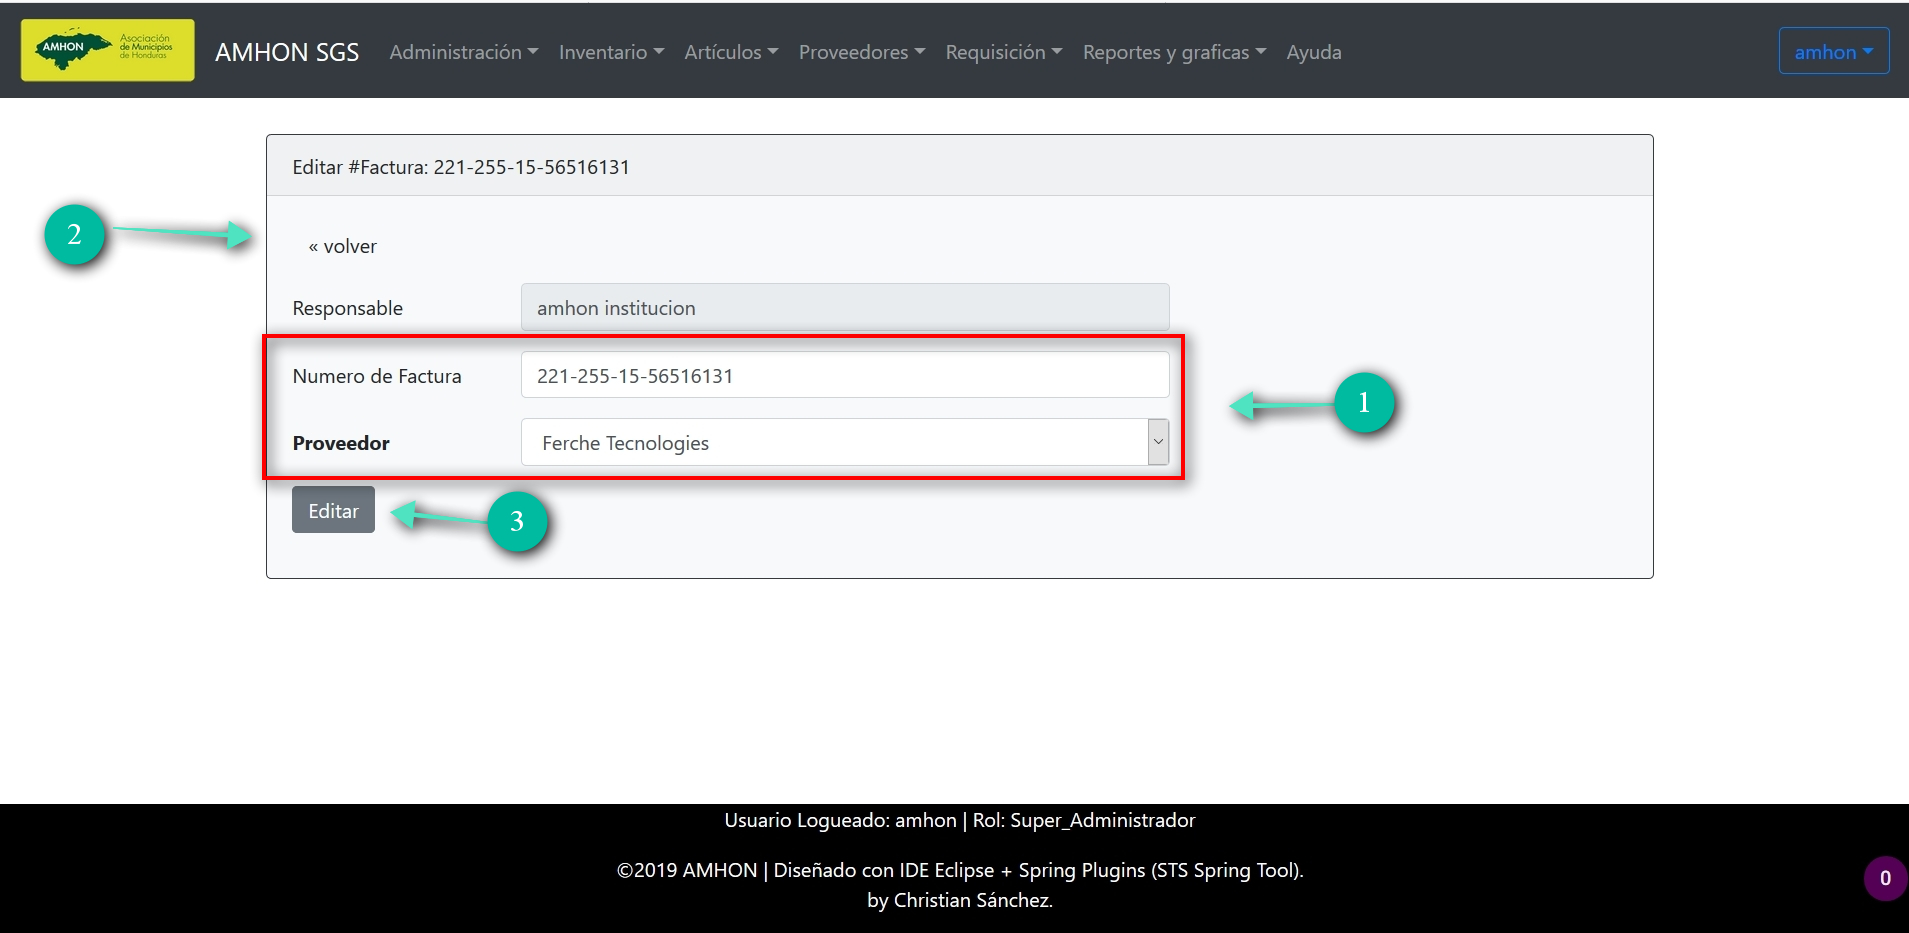 AMHON
Asociación
de Municipios
de Honduras
AMHON SGS Administración Inventario Artículos Proveedores Requisición Reportes y graficas Ayuda amhon
Editar #Factura: 221-255-15-56516131
2
« volver
Responsable amhon institucion
Numero de Factura 221-255-15-56516131
1
Proveedor Ferche Tecnologies
Editar
3
Usuario Logueado: amhon | Rol: Super_Administrador
©2019 AMHON | Diseñado con IDE Eclipse + Spring Plugins (STS Spring Tool).
0
by Christian Sánchez.